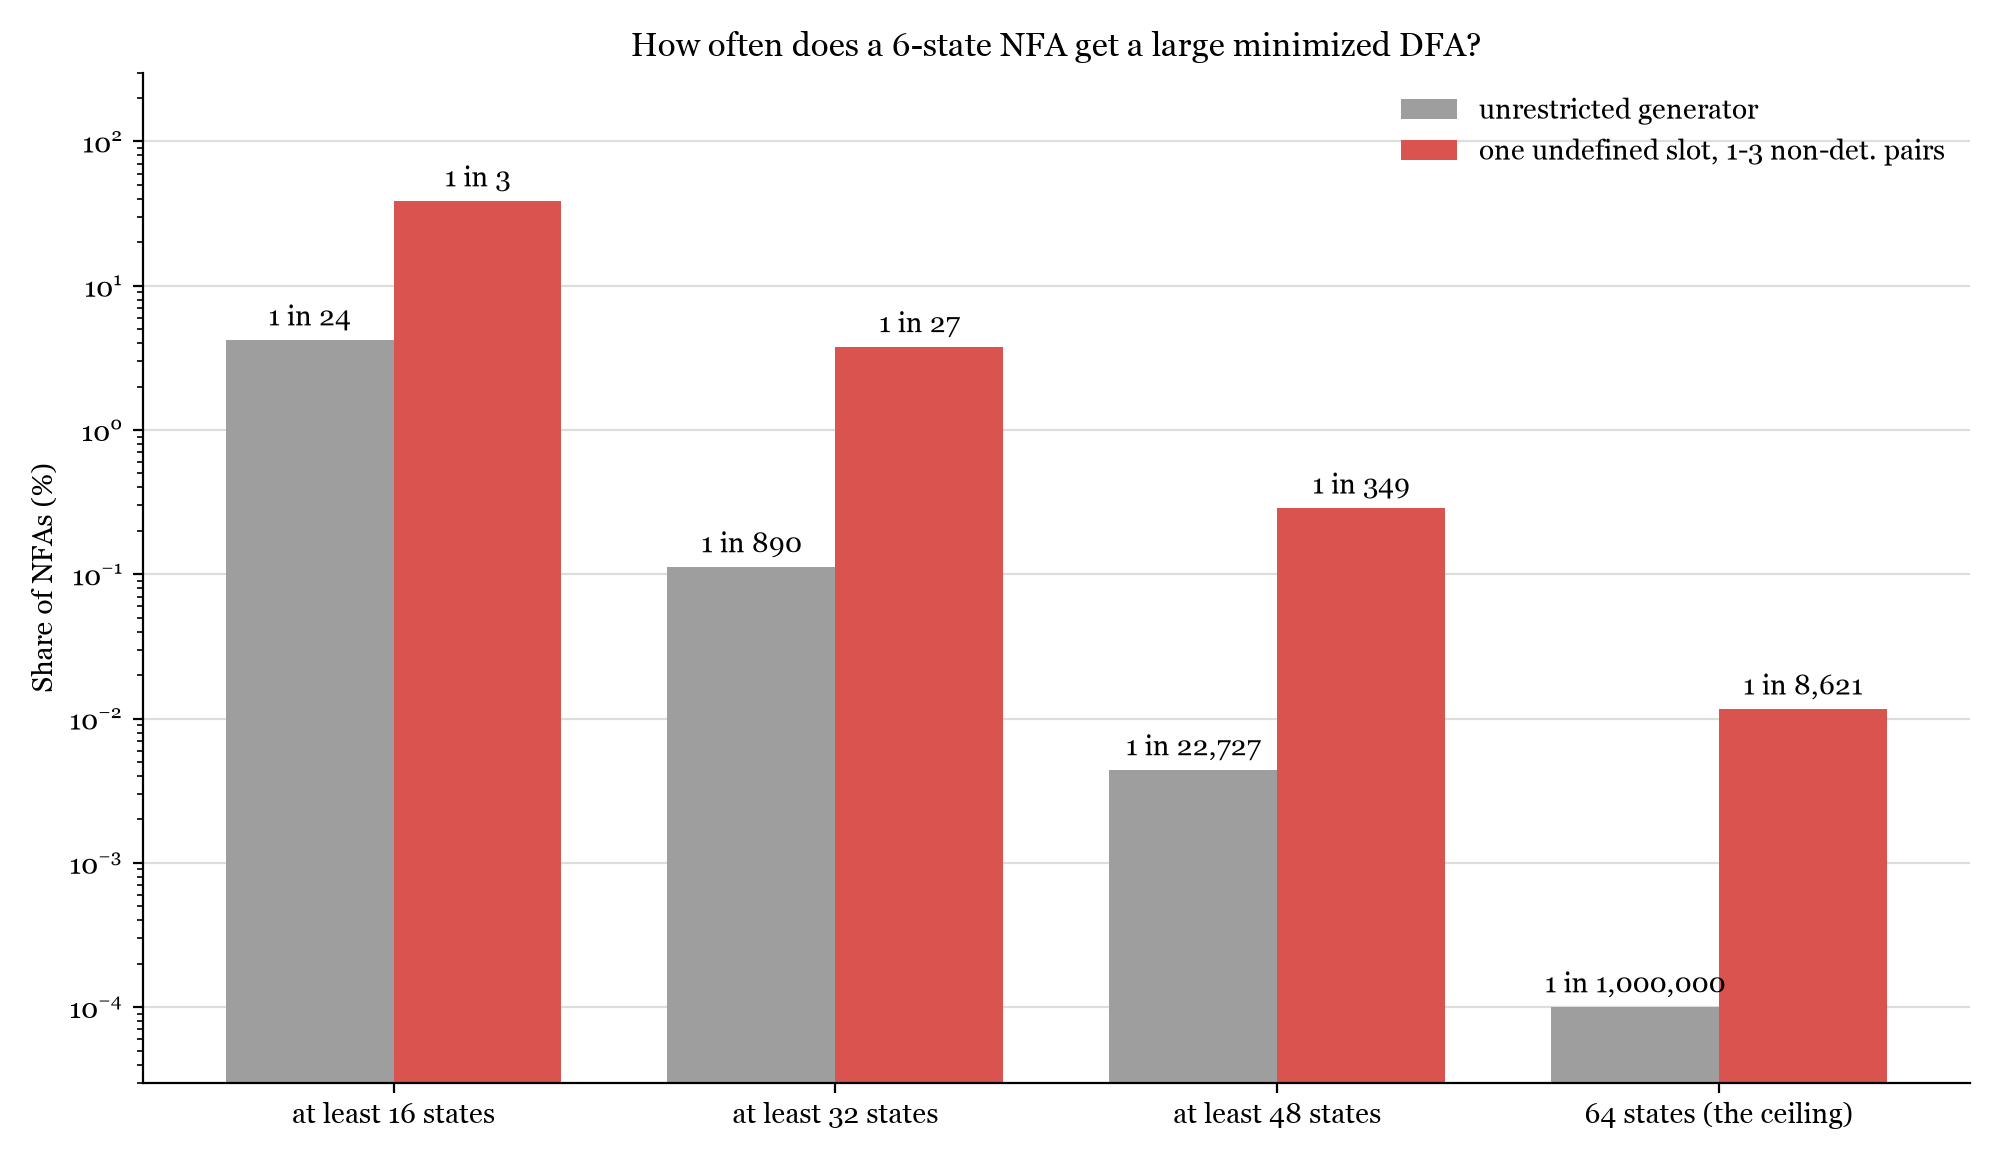 How often does a 6-state NFA get a large minimized DFA?
unrestricted generator
one undefined slot, 1-3 non-det. pairs
Share of NFAs (%)
10²
10¹
10⁰
10⁻¹
10⁻²
10⁻³
10⁻⁴
1 in 24
1 in 3
1 in 890
1 in 27
1 in 22,727
1 in 349
1 in 1,000,000
1 in 8,621
at least 16 states
at least 32 states
at least 48 states
64 states (the ceiling)